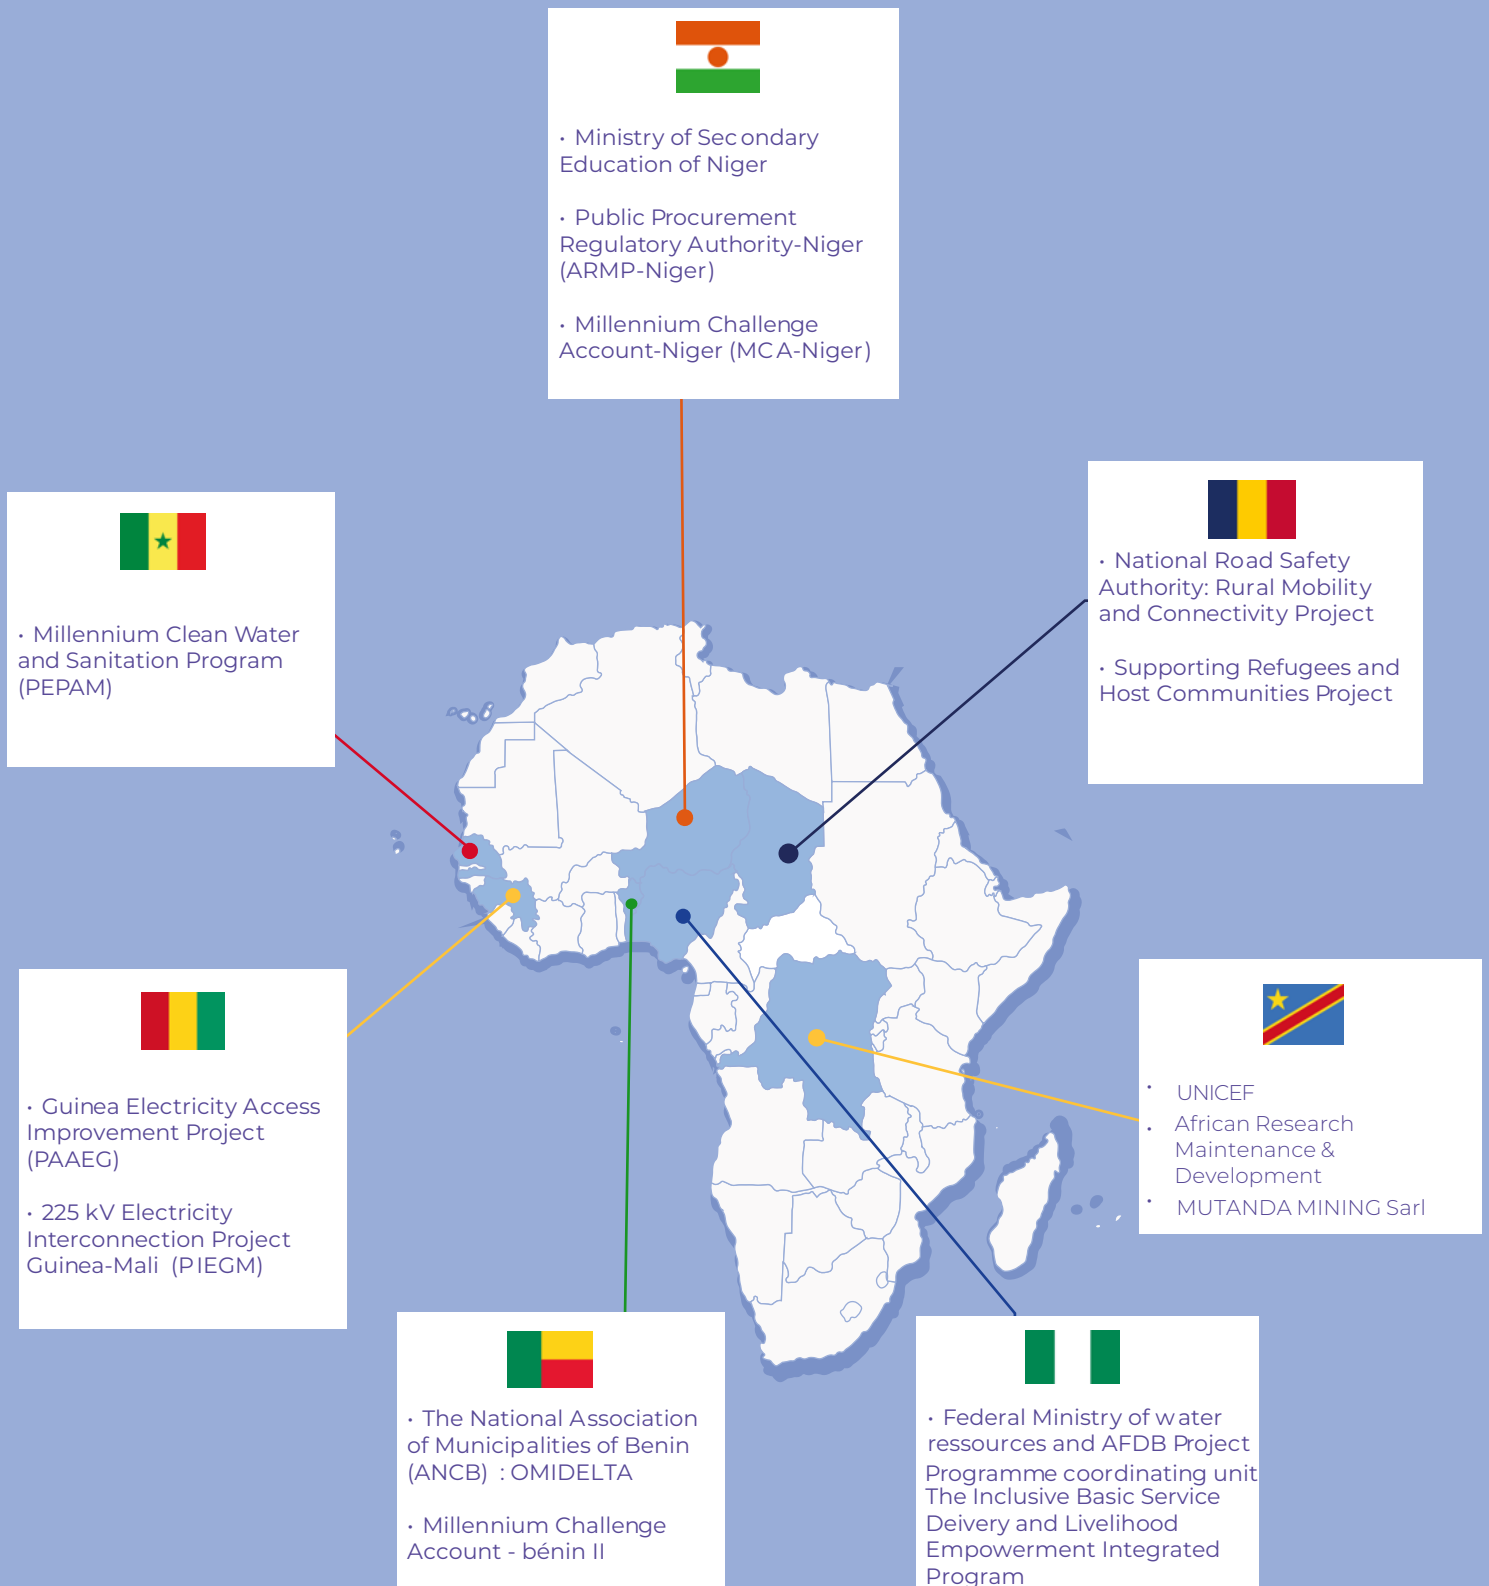 · Ministry of Secondary
Education of Niger
· Public Procurement
Regulatory Authority-Niger
(ARMP-Niger)
· Millennium Challenge
Account-Niger (MCA-Niger)
· National Road Safety
Authority: Rural Mobility
and Connectivity Project
· Supporting Refugees and
Host Communities Project
· Millennium Clean Water
and Sanitation Program
(PEPAM)
· Guinea Electricity Access
Improvement Project
(PAAEG)
· 225 kV Electricity
Interconnection Project
Guinea-Mali (PIEGM)
· UNICEF
· African Research
Maintenance &
Development
· MUTANDA MINING Sarl
· The National Association
of Municipalities of Benin
(ANCB) : OMIDELTA
· Millennium Challenge
Account - bénin II
· Federal Ministry of water
ressources and AFDB Project
Programme coordinating unit
The Inclusive Basic Service
Deivery and Livelihood
Empowerment Integrated
Program